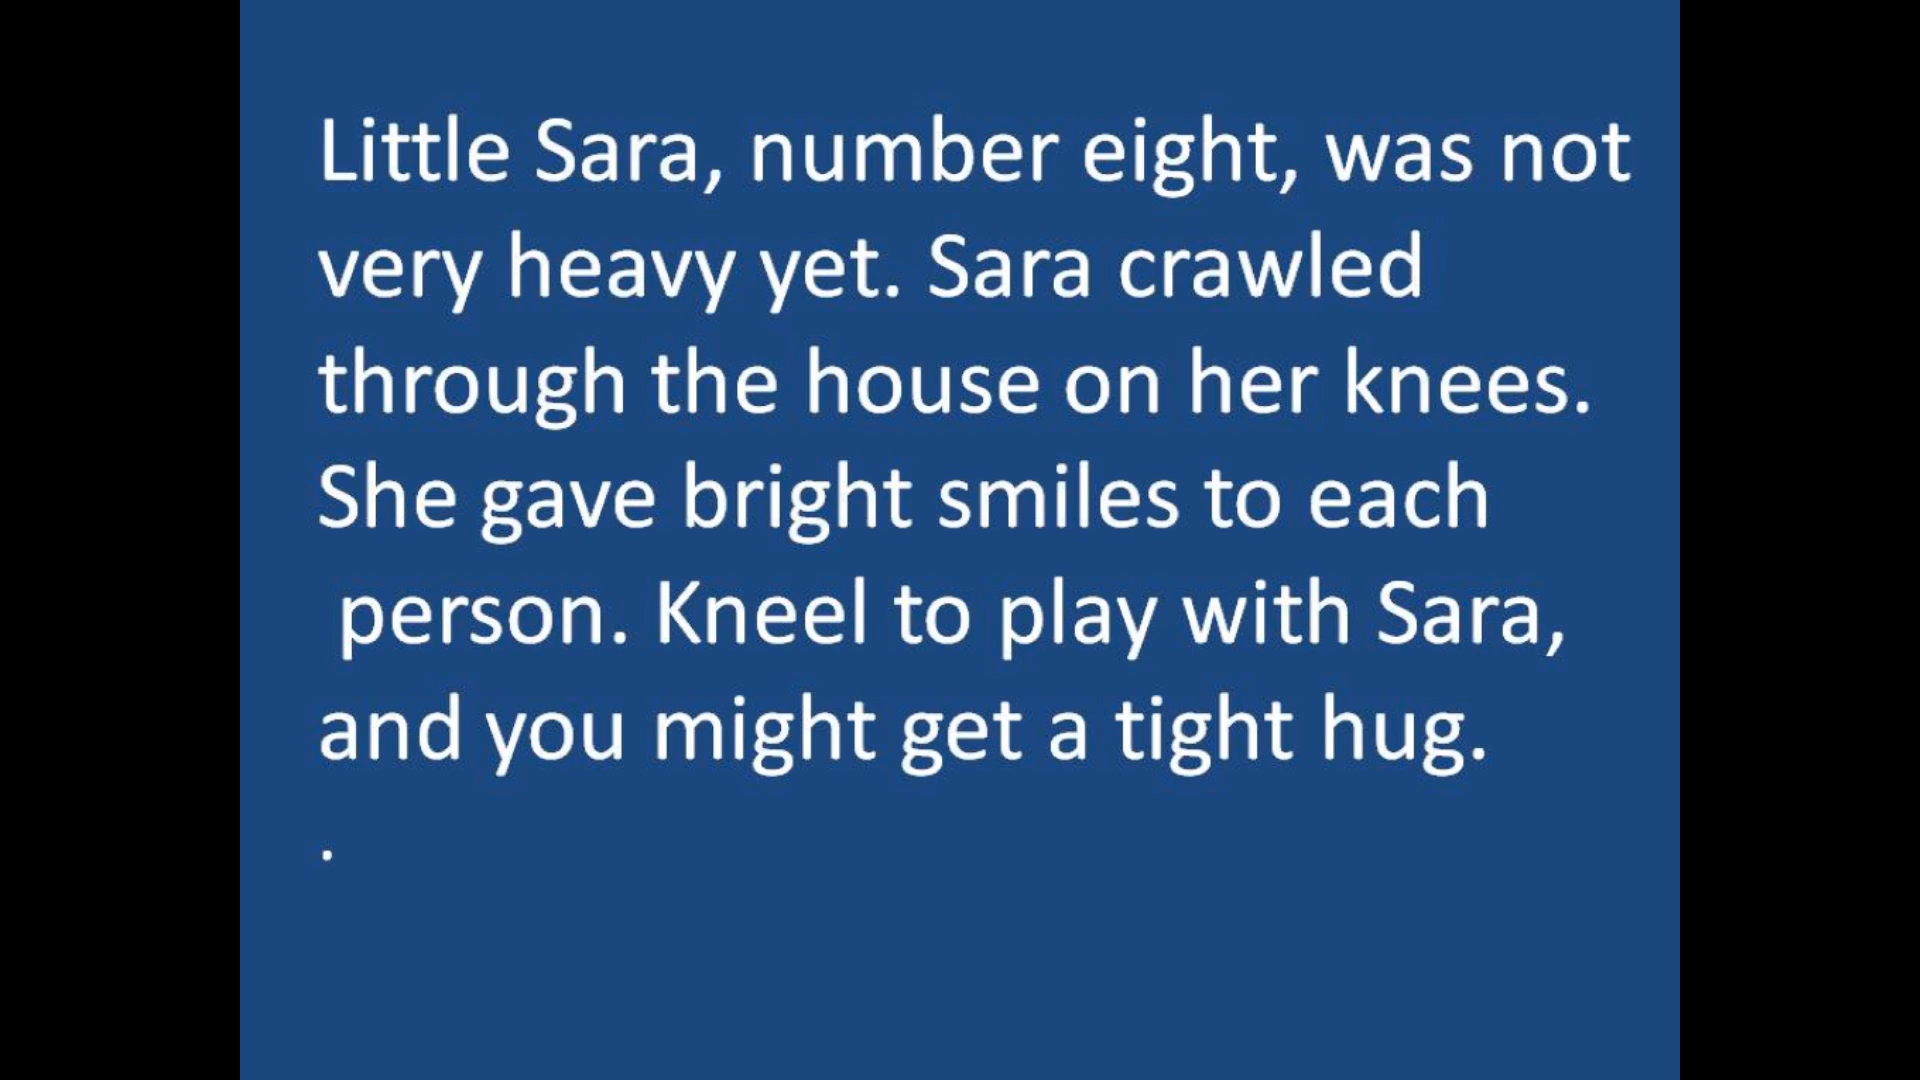 Little Sara, number eight, was not
very heavy yet. Sara crawled
through the house on her knees.
She gave bright smiles to each
person. Kneel to play with Sara,
and you might get a tight hug.
.